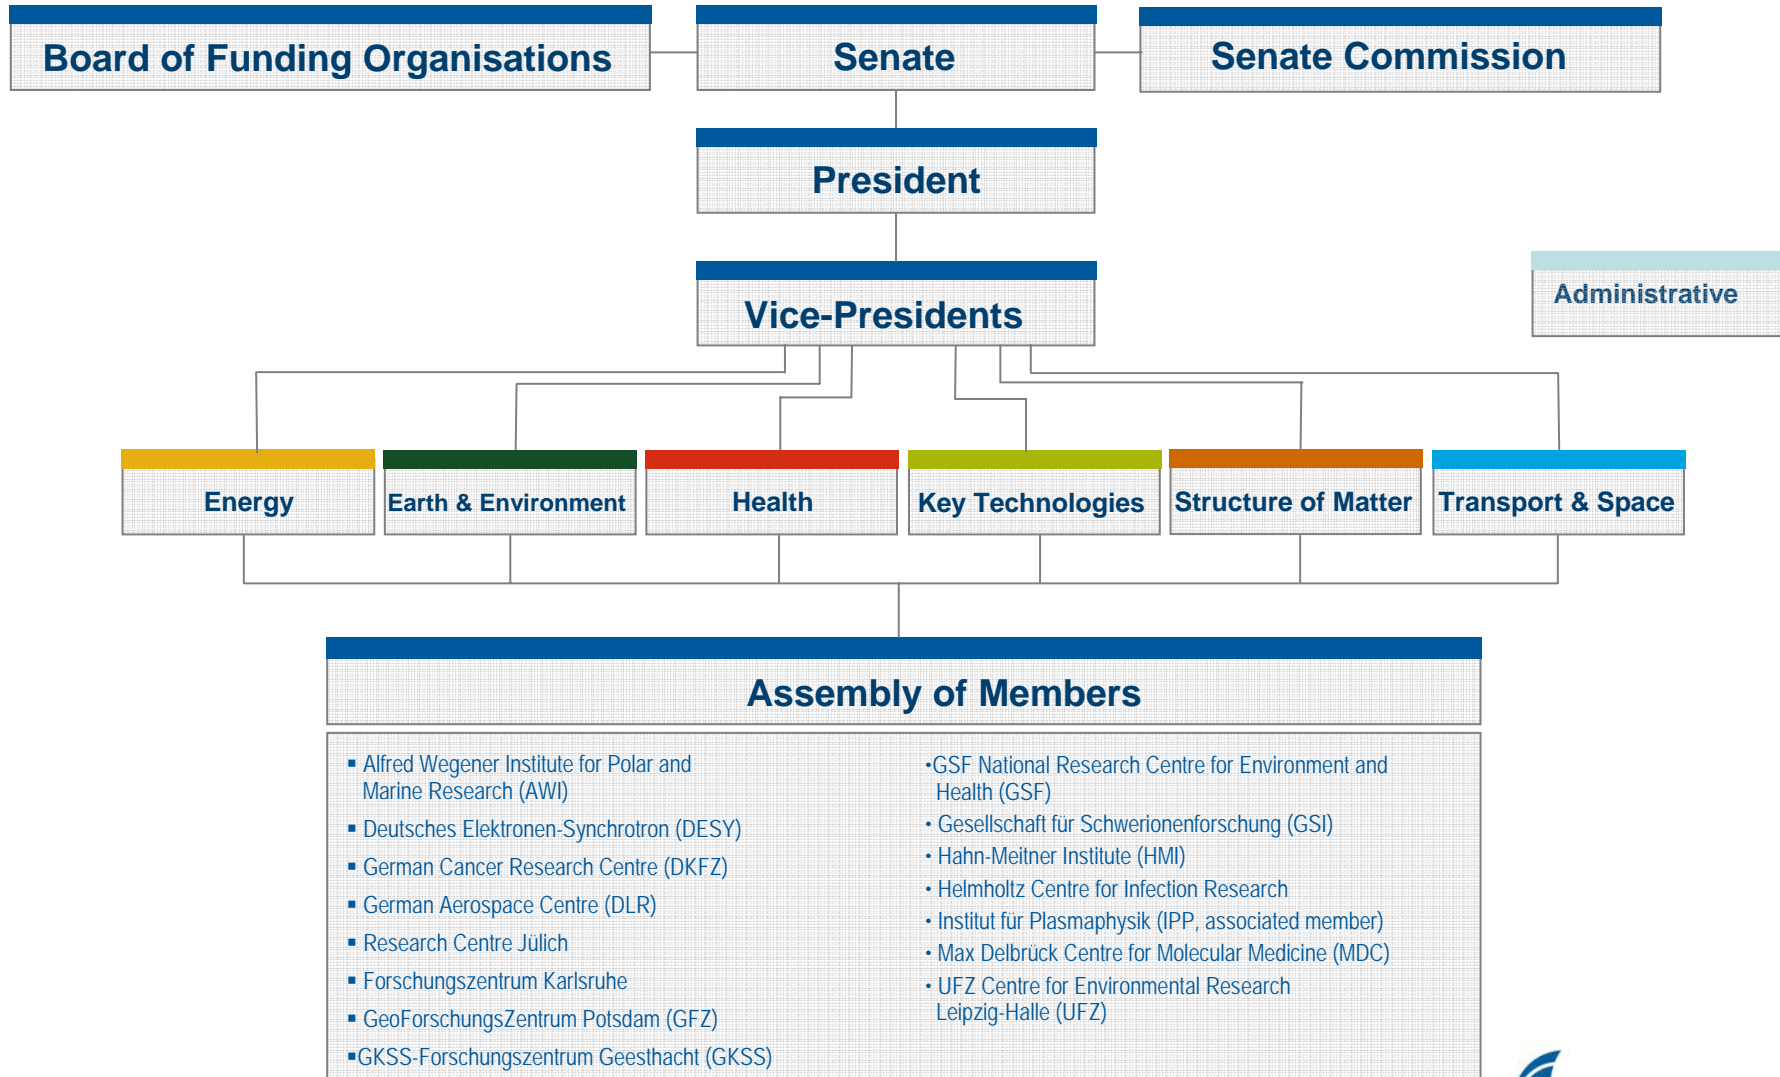 Board of Funding Organisations
Senate
Senate Commission
President
Vice-Presidents
Administrative
Energy
Earth & Environment
Health
Key Technologies
Structure of Matter
Transport & Space
Assembly of Members
▪ Alfred Wegener Institute for Polar and
Marine Research (AWI)
▪ Deutsches Elektronen-Synchrotron (DESY)
▪ German Cancer Research Centre (DKFZ)
▪ German Aerospace Centre (DLR)
▪ Research Centre Jülich
▪ Forschungszentrum Karlsruhe
▪ GeoForschungsZentrum Potsdam (GFZ)
▪GKSS-Forschungszentrum Geesthacht (GKSS)
•GSF National Research Centre for Environment and
Health (GSF)
• Gesellschaft für Schwerionenforschung (GSI)
• Hahn-Meitner Institute (HMI)
• Helmholtz Centre for Infection Research
• Institut für Plasmaphysik (IPP, associated member)
• Max Delbrück Centre for Molecular Medicine (MDC)
• UFZ Centre for Environmental Research
Leipzig-Halle (UFZ)